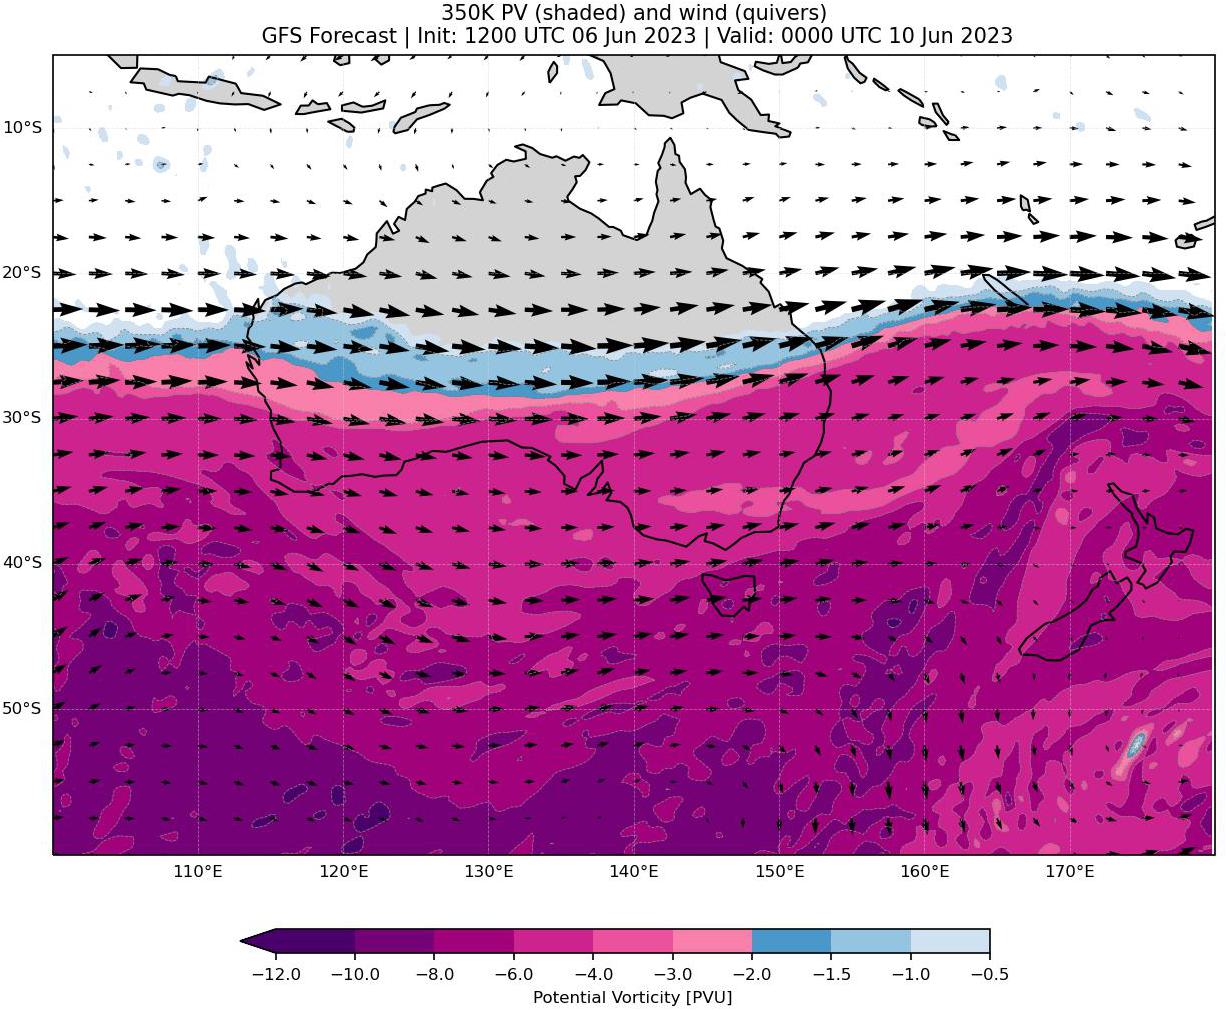 350K PV (shaded) and wind (quivers)
GFS Forecast | Init: 1200 UTC 06 Jun 2023 | Valid: 0000 UTC 10 Jun 2023
10°S
20°S
30°S
40°S
50°S
110°E 120°E 130°E 140°E 150°E 160°E 170°E
−12.0 −10.0 −8.0 −6.0 −4.0 −3.0 −2.0 −1.5 −1.0 −0.5
Potential Vorticity [PVU]